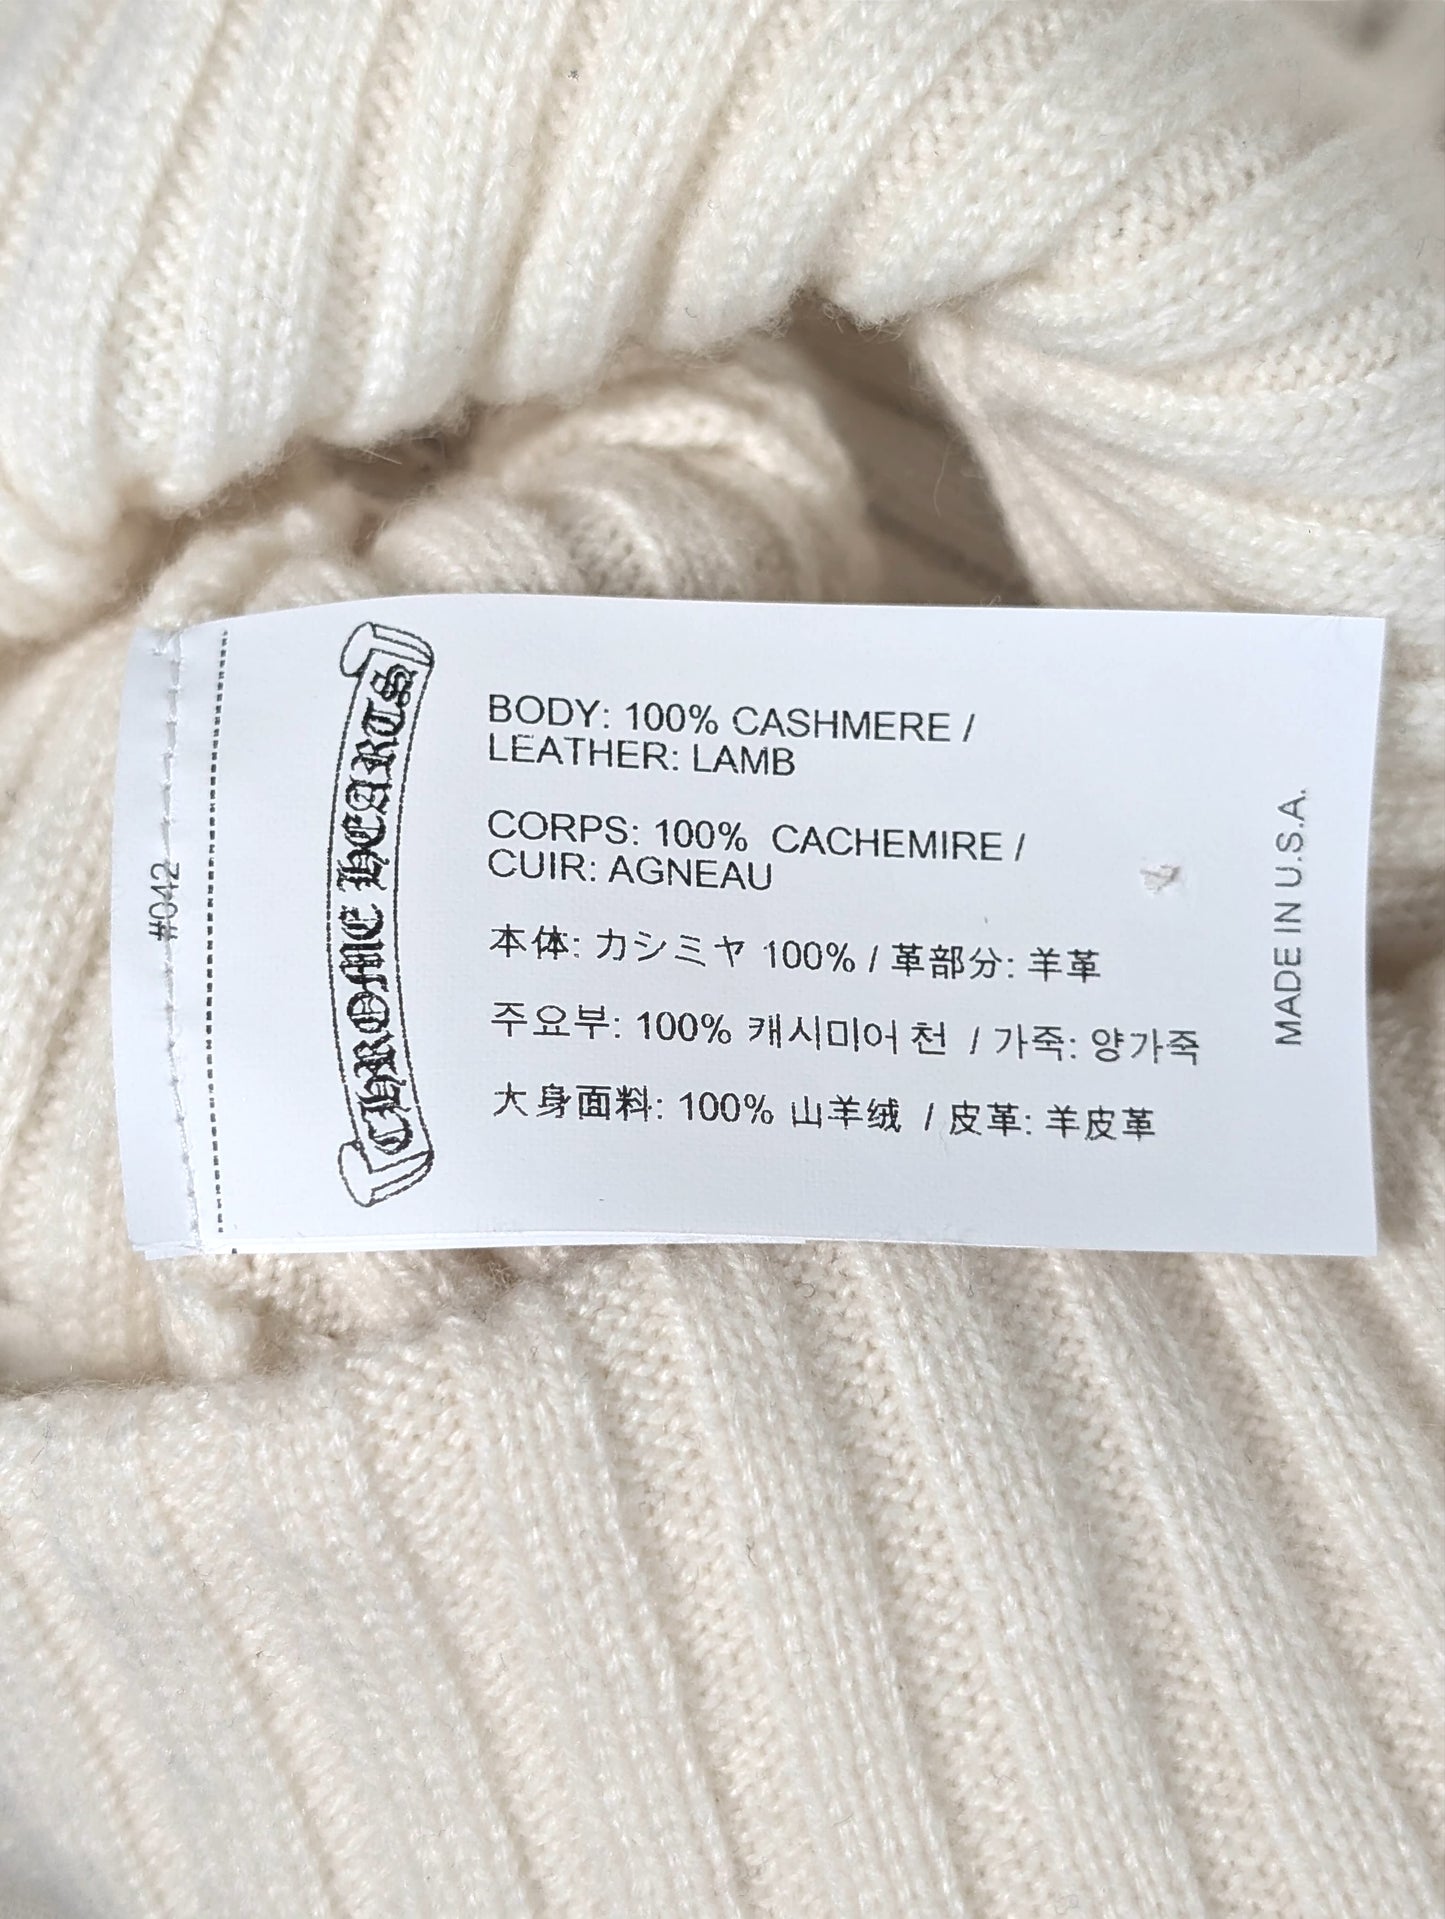 #042
CHROME HEARTS
BODY: 100% CASHMERE /
LEATHER: LAMB
CORPS: 100% CACHEMIRE /
CUIR: AGNEAU
本体: カシミヤ 100% / 革部分: 羊革
주요부: 100% 캐시미어 천 / 가죽: 양가죽
大身面料: 100% 山羊绒 / 皮革: 羊皮革
MADE IN U.S.A.